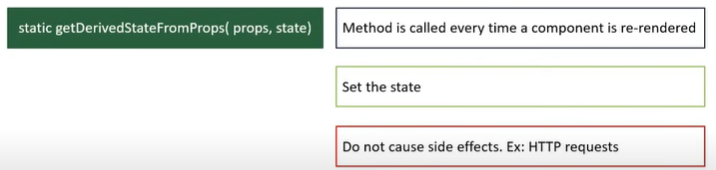 static getDerivedStateFromProps( props, state)
Method is called every time a component is re-rendered
Set the state
Do not cause side effects. Ex: HTTP requests